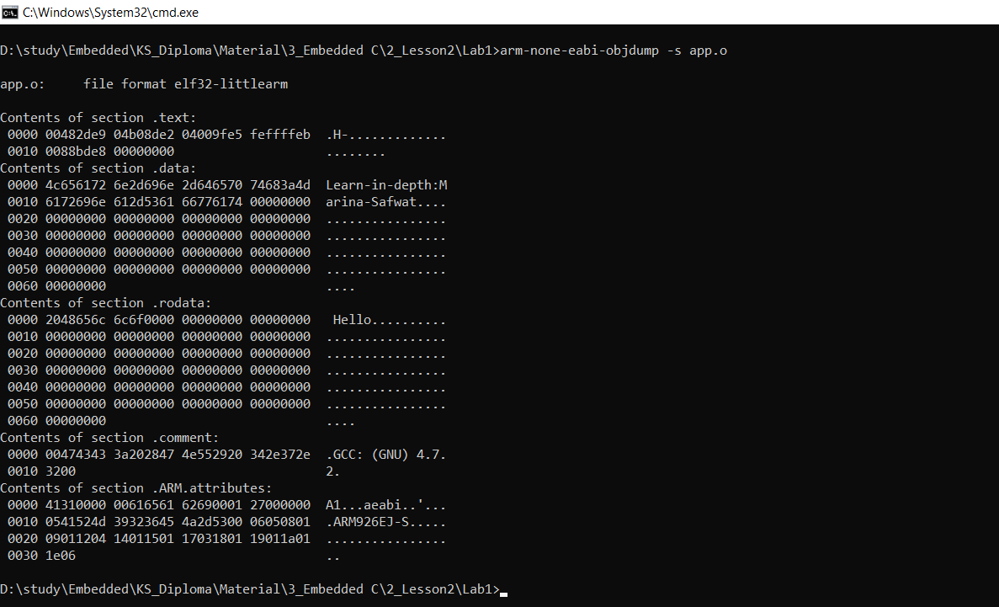 C:\Windows\System32\cmd.exe
D:\study\Embedded\KS_Diploma\Material\3_Embedded C\2_Lesson2\Lab1>arm-none-eabi-objdump -s app.o
app.o:     file format elf32-littlearm
Contents of section .text:
 0000 00482de9 04b08de2 04009fe5 feffffeb  .H-.............
 0010 0088bde8 00000000                    ........
Contents of section .data:
 0000 4c656172 6e2d696e 2d646570 74683a4d  Learn-in-depth:M
 0010 6172696e 612d5361 66776174 00000000  arina-Safwat....
 0020 00000000 00000000 00000000 00000000  ................
 0030 00000000 00000000 00000000 00000000  ................
 0040 00000000 00000000 00000000 00000000  ................
 0050 00000000 00000000 00000000 00000000  ................
 0060 00000000                             ....
Contents of section .rodata:
 0000 2048656c 6c6f0000 00000000 00000000   Hello..........
 0010 00000000 00000000 00000000 00000000  ................
 0020 00000000 00000000 00000000 00000000  ................
 0030 00000000 00000000 00000000 00000000  ................
 0040 00000000 00000000 00000000 00000000  ................
 0050 00000000 00000000 00000000 00000000  ................
 0060 00000000                             ....
Contents of section .comment:
 0000 00474343 3a202847 4e552920 342e372e  .GCC: (GNU) 4.7.
 0010 3200                                 2.
Contents of section .ARM.attributes:
 0000 41310000 00616561 62690001 27000000  A1...aeabi..'...
 0010 0541524d 39323645 4a2d5300 06050801  .ARM926EJ-S.....
 0020 09011204 14011501 17031801 19011a01  ................
 0030 1e06                                 ..
D:\study\Embedded\KS_Diploma\Material\3_Embedded C\2_Lesson2\Lab1>